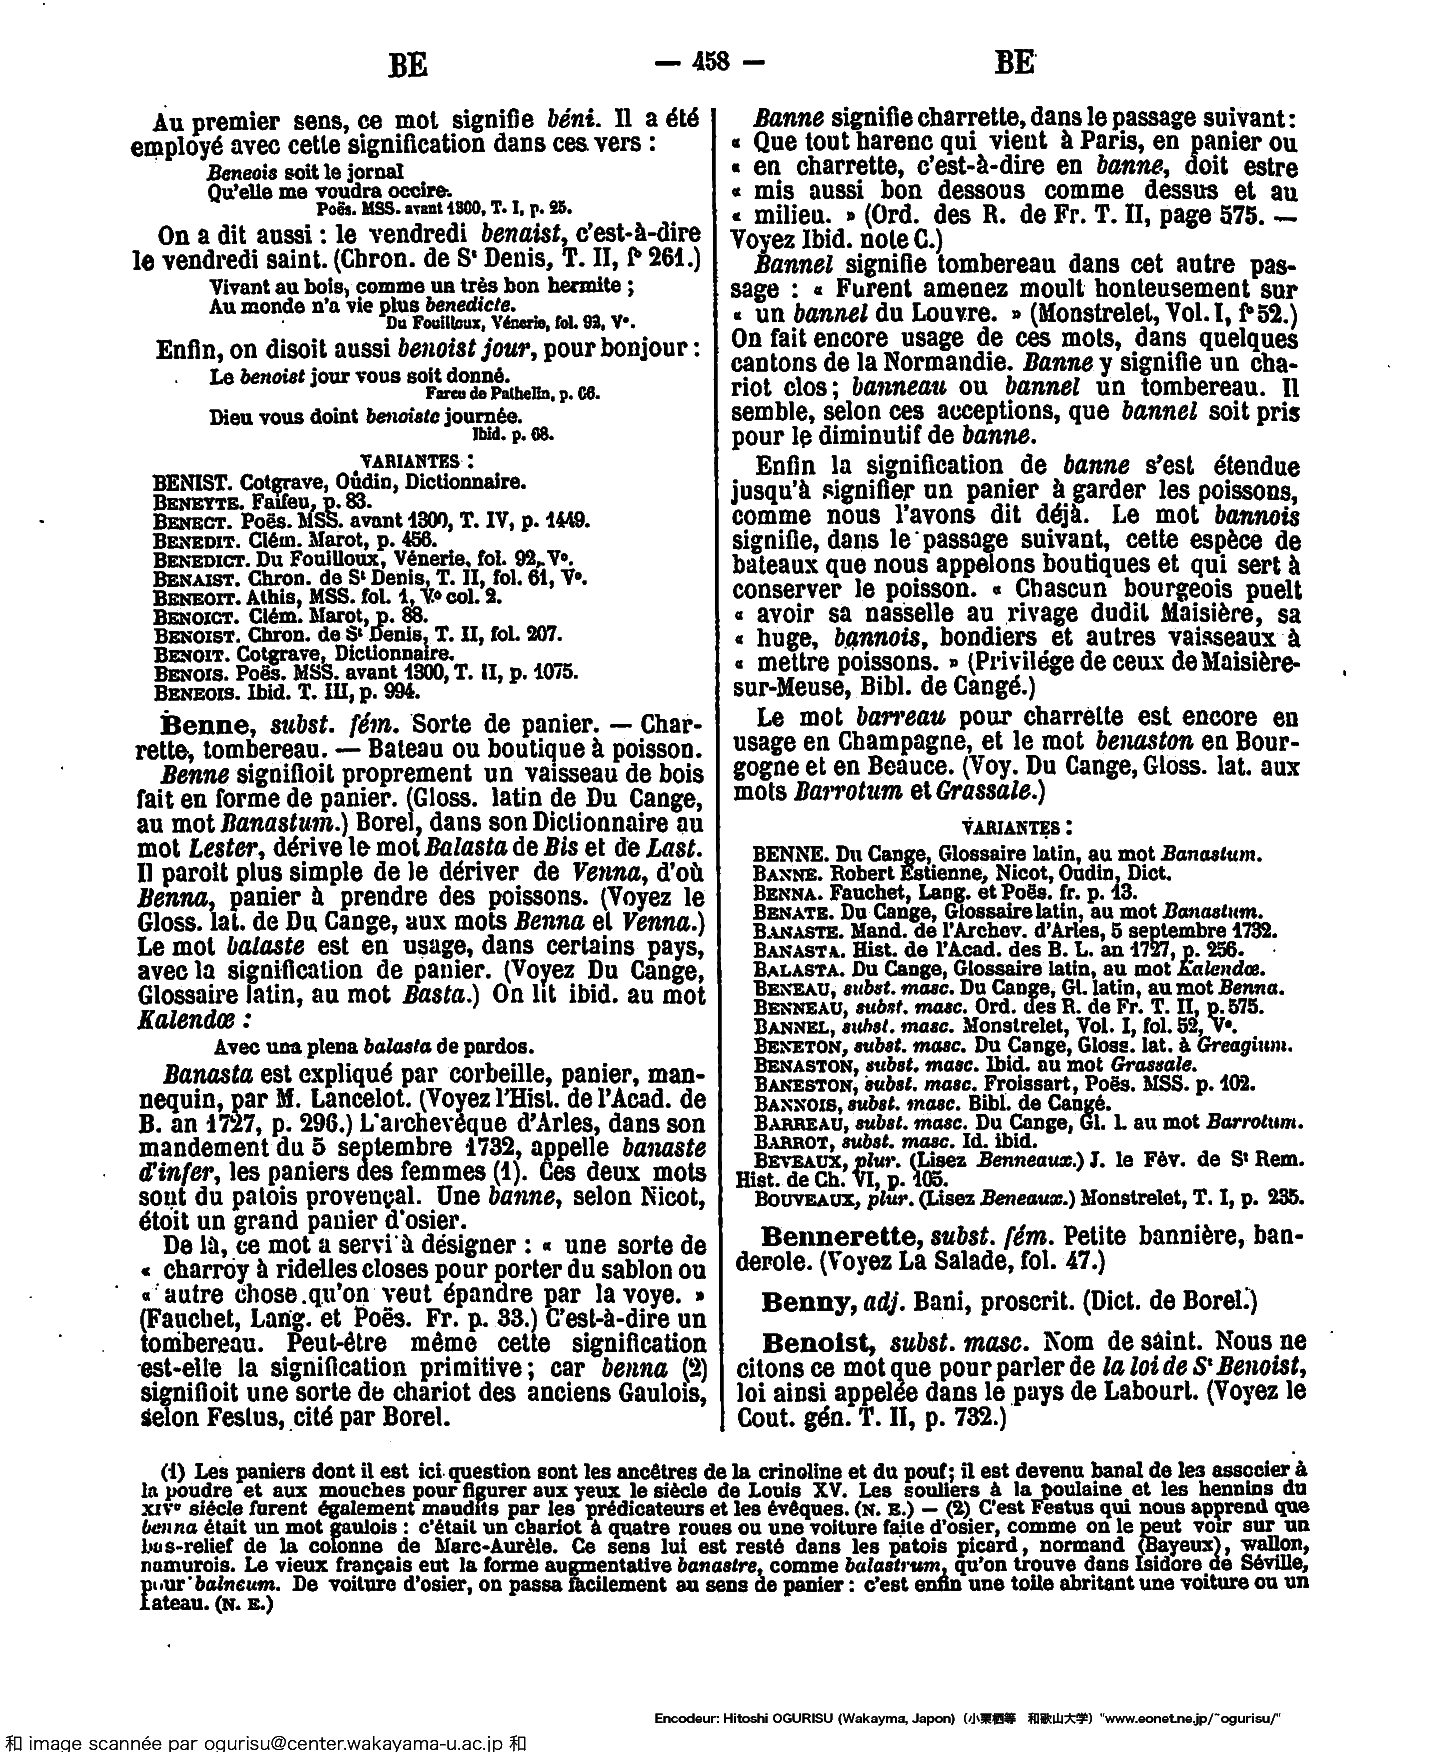 BE — 458 — BE
Au premier sens, ce mot signifie béni. Il a été
employé avec cette signification dans ces vers :
Beneois soit le jornal
Qu'elle me voudra occire.
Poës. MSS. avant 1300, T. I, p. 25.
On a dit aussi : le vendredi benaist, c'est-à-dire
le vendredi saint. (Chron. de St Denis, T. II, fo 261.)
Vivant au bois, comme un très bon hermite ;
Au monde n'a vie plus benedicte.
Du Fouilloux, Vénerie, fol. 92, Vo.
Enfin, on disoit aussi benoist jour, pour bonjour :
Le benoist jour vous soit donné.
Farce de Pathelin, p. 66.
Dieu vous doint benoiste journée.
Ibid. p. 68.
VARIANTES :
BENIST. Cotgrave, Oudin, Dictionnaire.
BENEYTE. Faifeu, p. 83.
BENECT. Poës. MSS. avant 1300, T. IV, p. 1449.
BENEDIT. Clém. Marot, p. 456.
BENEDICT. Du Fouilloux, Vénerie, fol. 92, Vo.
BENAIST. Chron. de St Denis, T. II, fol. 61, Vo.
BENEOIT. Athis, MSS. fol. 1, Vo col. 2.
BENOICT. Clém. Marot, p. 88.
BENOIST. Chron. de St Denis, T. II, fol. 207.
BENOIT. Cotgrave, Dictionnaire.
BENOIS. Poës. MSS. avant 1300, T. II, p. 1075.
BENEOIS. Ibid. T. III, p. 994.
Benne, subst. fém. Sorte de panier. — Char-
rette, tombereau. — Bateau ou boutique à poisson.
Benne signifioit proprement un vaisseau de bois
fait en forme de panier. (Gloss. latin de Du Cange,
au mot Banastum.) Borel, dans son Dictionnaire au
mot Lester, dérive le mot Balasta de Bis et de Last.
Il paroit plus simple de le dériver de Venna, d'où
Benna, panier à prendre des poissons. (Voyez le
Gloss. lat. de Du Cange, aux mots Benna et Venna.)
Le mot balaste est en usage, dans certains pays,
avec la signification de panier. (Voyez Du Cange,
Glossaire latin, au mot Basta.) On lit ibid. au mot
Kalendœ :
Avec una plena balasta de pardos.
Banasta est expliqué par corbeille, panier, man-
nequin, par M. Lancelot. (Voyez l'Hist. de l'Acad. de
B. an 1727, p. 296.) L'archevêque d'Arles, dans son
mandement du 5 septembre 1732, appelle banaste
d'infer, les paniers des femmes (1). Ces deux mots
sont du patois provençal. Une banne, selon Nicot,
étoit un grand panier d'osier.
De là, ce mot a servi à désigner : « une sorte de
« charroy à ridelles closes pour porter du sablon ou
« autre chose qu'on veut épandre par la voye. »
(Fauchet, Lang. et Poës. Fr. p. 33.) C'est-à-dire un
tombereau. Peut-être même cette signification
est-elle la signification primitive ; car benna (2)
signifioit une sorte de chariot des anciens Gaulois,
selon Festus, cité par Borel.
Banne signifie charrette, dans le passage suivant :
« Que tout harenc qui vient à Paris, en panier ou
« en charrette, c'est-à-dire en banne, doit estre
« mis aussi bon dessous comme dessus et au
« milieu. » (Ord. des R. de Fr. T. II, page 575. —
Voyez Ibid. note C.)
Bannel signifie tombereau dans cet autre pas-
sage : « Furent amenez moult honteusement sur
« un bannel du Louvre. » (Monstrelet, Vol. I, fo 52.)
On fait encore usage de ces mots, dans quelques
cantons de la Normandie. Banne y signifie un cha-
riot clos ; banneau ou bannel un tombereau. Il
semble, selon ces acceptions, que bannel soit pris
pour le diminutif de banne.
Enfin la signification de banne s'est étendue
jusqu'à signifier un panier à garder les poissons,
comme nous l'avons dit déjà. Le mot bannois
signifie, dans le passage suivant, cette espèce de
bateaux que nous appelons boutiques et qui sert à
conserver le poisson. « Chascun bourgeois puelt
« avoir sa nasselle au rivage dudit Maisière, sa
« huge, bannois, bondiers et autres vaisseaux à
« mettre poissons. » (Privilége de ceux de Maisière-
sur-Meuse, Bibl. de Cangé.)
Le mot barreau pour charrette est encore en
usage en Champagne, et le mot benaston en Bour-
gogne et en Beauce. (Voy. Du Cange, Gloss. lat. aux
mots Barrotum et Grassale.)
VARIANTES :
BENNE. Du Cange, Glossaire latin, au mot Banastum.
BANNE. Robert Estienne, Nicot, Oudin, Dict.
BENNA. Fauchet, Lang. et Poës. fr. p. 13.
BENATE. Du Cange, Glossaire latin, au mot Banastum.
BANASTE. Mand. de l'Archev. d'Arles, 5 septembre 1732.
BANASTA. Hist. de l'Acad. des B. L. an 1727, p. 256.
BALASTA. Du Cange, Glossaire latin, au mot Kalendœ.
BENEAU, subst. masc. Du Cange, Gl. latin, au mot Benna.
BENNEAU, subst. masc. Ord. des R. de Fr. T. II, p. 575.
BANNEL, subst. masc. Monstrelet, Vol. I, fol. 52, Vo.
BENETON, subst. masc. Du Cange, Gloss. lat. à Greagium.
BENASTON, subst. masc. Ibid. au mot Grassale.
BANESTON, subst. masc. Froissart, Poës. MSS. p. 102.
BANNOIS, subst. masc. Bibl. de Cangé.
BARREAU, subst. masc. Du Cange, Gl. l. au mot Barrotum.
BARROT, subst. masc. Id. ibid.
BEVEAUX, plur. (Lisez Benneaux.) J. le Fév. de St Rem.
Hist. de Ch. VI, p. 105.
BOUVEAUX, plur. (Lisez Beneaux.) Monstrelet, T. I, p. 235.
Bennerette, subst. fém. Petite bannière, ban-
derole. (Voyez La Salade, fol. 47.)
Benny, adj. Bani, proscrit. (Dict. de Borel.)
Benoist, subst. masc. Nom de saint. Nous ne
citons ce mot que pour parler de la loi de St Benoist,
loi ainsi appelée dans le pays de Labourt. (Voyez le
Cout. gén. T. II, p. 732.)
(1) Les paniers dont il est ici question sont les ancêtres de la crinoline et du pouf; il est devenu banal de les associer à
la poudre et aux mouches pour figurer aux yeux le siècle de Louis XV. Les souliers à la poulaine et les hennins du
XIVe siécle furent également maudits par les prédicateurs et les évêques. (N. E.) — (2) C'est Festus qui nous apprend que
benna était un mot gaulois : c'était un chariot à quatre roues ou une voiture faite d'osier, comme on le peut voir sur un
bas-relief de la colonne de Marc-Aurèle. Ce sens lui est resté dans les patois picard, normand (Bayeux), wallon,
namurois. Le vieux français eut la forme augmentative banastre, comme balastrum, qu'on trouve dans Isidore de Séville,
pour balneum. De voiture d'osier, on passa facilement au sens de panier : c'est enfin une toile abritant une voiture ou un
bateau. (N. E.)
Encodeur: Hitoshi OGURISU (Wakayma, Japon)（小栗栖等　和歌山大学）"www.eonet.ne.jp/~ogurisu/"
和 image scannée par ogurisu@center.wakayama-u.ac.jp 和